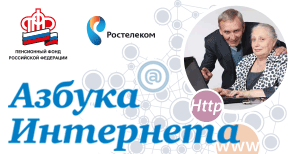 ПЕНСИОННЫЙ ФОНД
РОССИЙСКОЙ ФЕДЕРАЦИИ
Ростелеком
@
Азбука
Http
Интернета
www